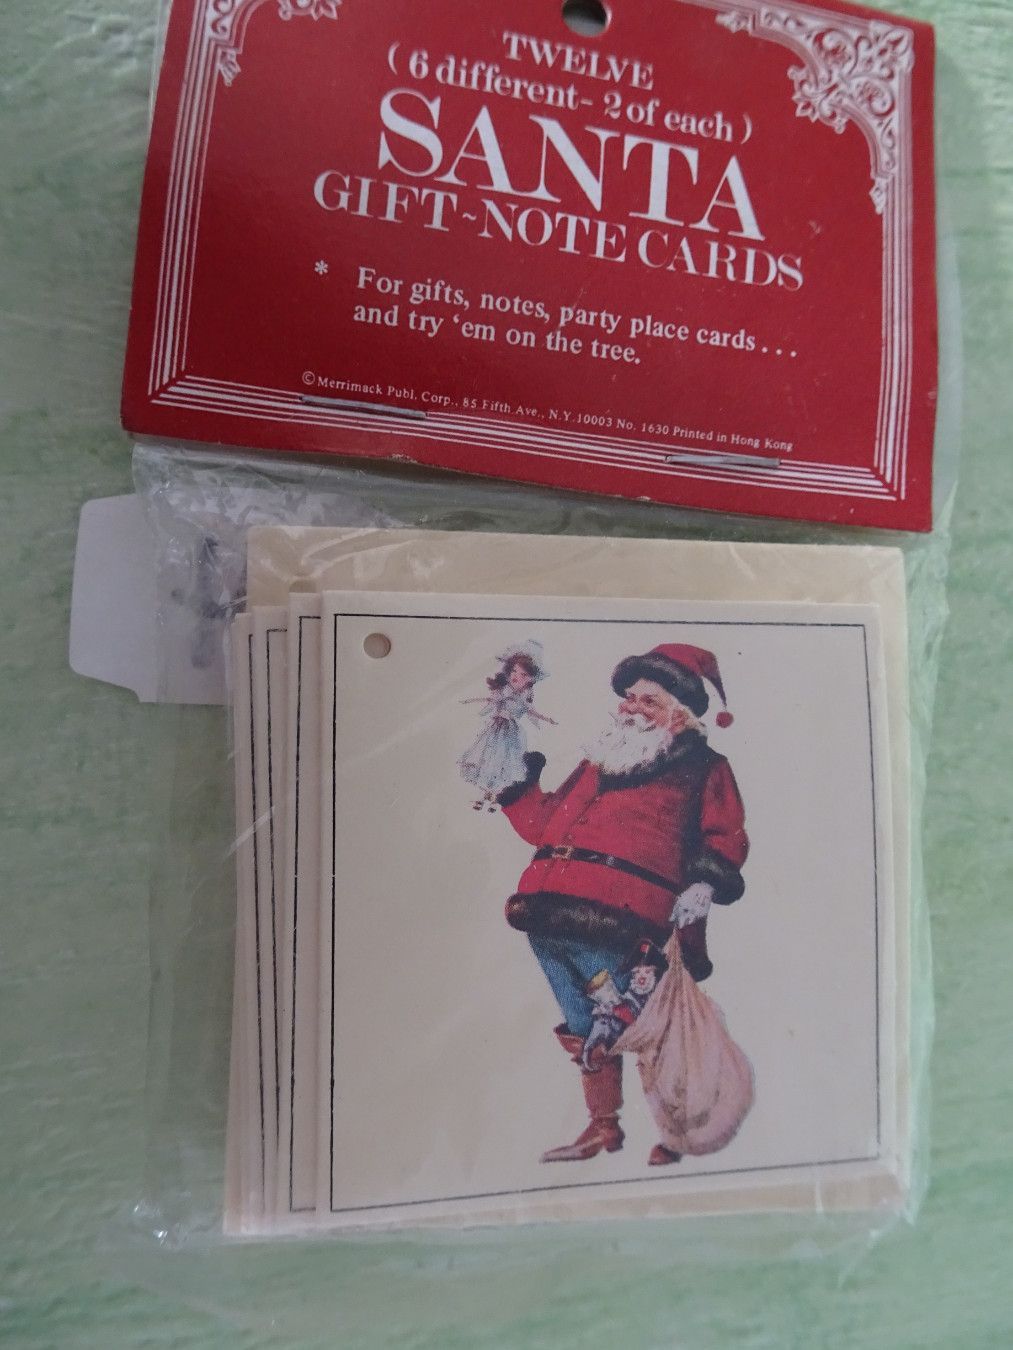 TWELVE
( 6 different- 2 of each )
SANTA
GIFT~NOTE CARDS
* For gifts, notes, party place cards...
and try ‘em on the tree.
©Merrimack Publ. Corp., 85 Fifth Ave., N.Y.10003 No. 1630 Printed in Hong Kong